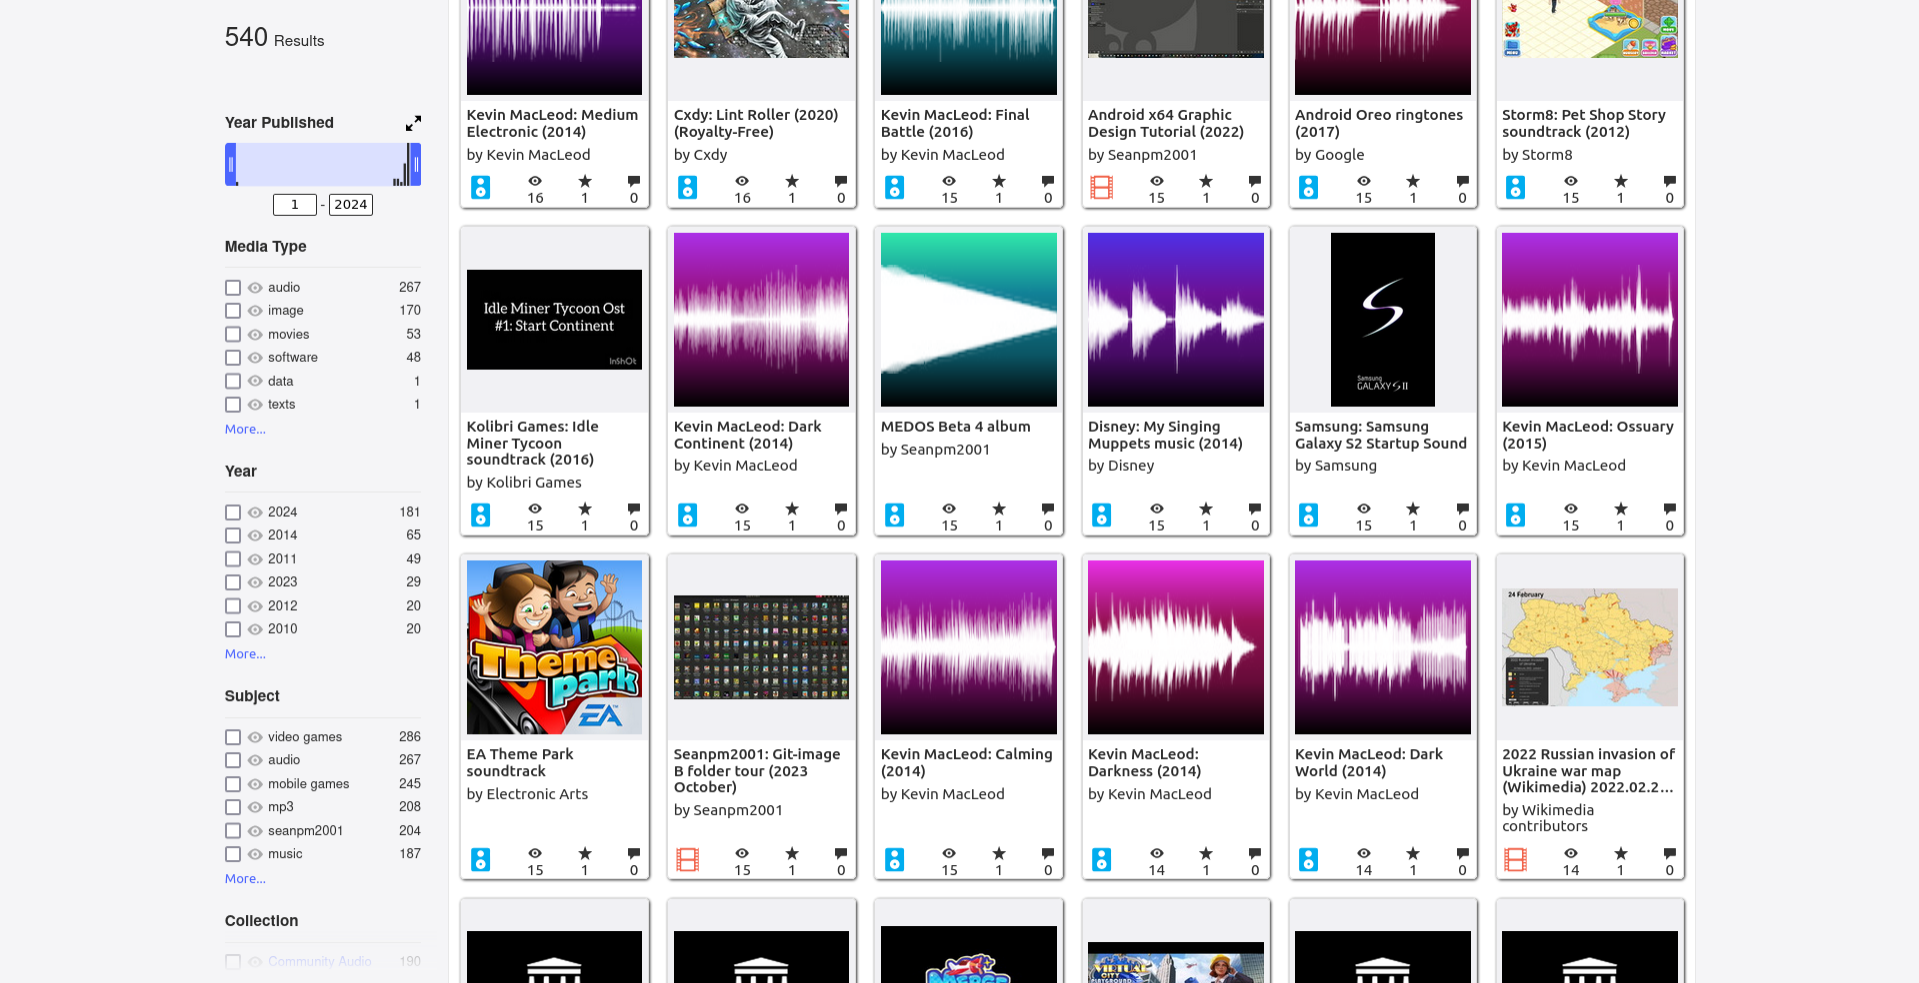 540 Results
Year Published
1 - 2024
Media Type
audio 267
image 170
movies 53
software 48
data 1
texts 1
More...
Year
2024 181
2014 65
2011 49
2023 29
2012 20
2010 20
More...
Subject
video games 286
audio 267
mobile games 245
mp3 208
seanpm2001 204
music 187
More...
Collection
Community Audio 190
Kevin MacLeod: Medium
Electronic (2014)
by Kevin MacLeod
16 1 0
Cxdy: Lint Roller (2020)
(Royalty-Free)
by Cxdy
16 1 0
Kevin MacLeod: Final
Battle (2016)
by Kevin MacLeod
15 1 0
Android x64 Graphic
Design Tutorial (2022)
by Seanpm2001
15 1 0
Android Oreo ringtones
(2017)
by Google
15 1 0
Storm8: Pet Shop Story
soundtrack (2012)
by Storm8
15 1 0
Idle Miner Tycoon Ost
#1: Start Continent
InShOt
Kolibri Games: Idle
Miner Tycoon
soundtrack (2016)
by Kolibri Games
15 1 0
Kevin MacLeod: Dark
Continent (2014)
by Kevin MacLeod
15 1 0
MEDOS Beta 4 album
by Seanpm2001
15 1 0
Disney: My Singing
Muppets music (2014)
by Disney
15 1 0
Samsung
GALAXY S II
Samsung: Samsung
Galaxy S2 Startup Sound
by Samsung
15 1 0
Kevin MacLeod: Ossuary
(2015)
by Kevin MacLeod
15 1 0
Theme
park
EA
EA Theme Park
soundtrack
by Electronic Arts
15 1 0
Seanpm2001: Git-image
B folder tour (2023
October)
by Seanpm2001
15 1 0
Kevin MacLeod: Calming
(2014)
by Kevin MacLeod
15 1 0
Kevin MacLeod:
Darkness (2014)
by Kevin MacLeod
14 1 0
Kevin MacLeod: Dark
World (2014)
by Kevin MacLeod
14 1 0
24 February
2022 Russian invasion of
Ukraine war map
(Wikimedia) 2022.02.2...
by Wikimedia
contributors
14 1 0
MERGE
VIRTUAL
CITY
PLAYGROUND